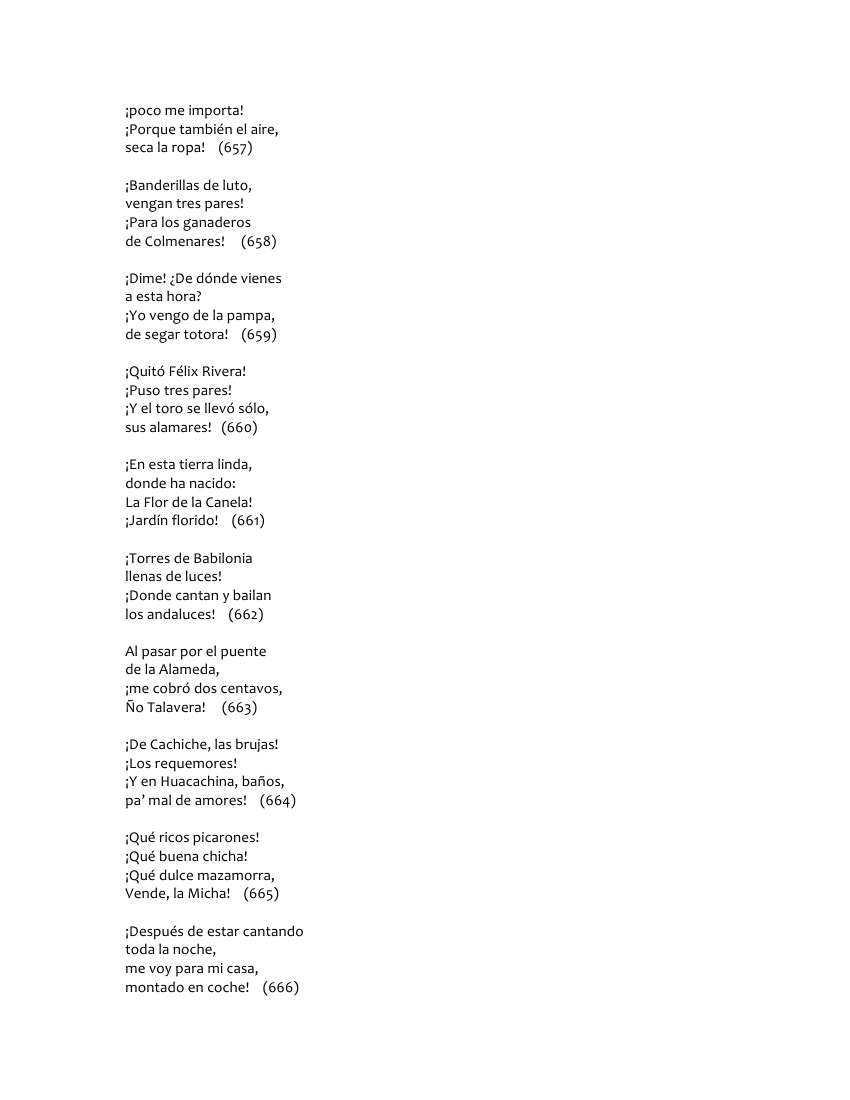 ¡poco me importa!
¡Porque también el aire,
seca la ropa! (657)
¡Banderillas de luto,
vengan tres pares!
¡Para los ganaderos
de Colmenares! (658)
¡Dime! ¿De dónde vienes
a esta hora?
¡Yo vengo de la pampa,
de segar totora! (659)
¡Quitó Félix Rivera!
¡Puso tres pares!
¡Y el toro se llevó sólo,
sus alamares! (660)
¡En esta tierra linda,
donde ha nacido:
La Flor de la Canela!
¡Jardín florido! (661)
¡Torres de Babilonia
llenas de luces!
¡Donde cantan y bailan
los andaluces! (662)
Al pasar por el puente
de la Alameda,
¡me cobró dos centavos,
Ño Talavera! (663)
¡De Cachiche, las brujas!
¡Los requemores!
¡Y en Huacachina, baños,
pa’ mal de amores! (664)
¡Qué ricos picarones!
¡Qué buena chicha!
¡Qué dulce mazamorra,
Vende, la Micha! (665)
¡Después de estar cantando
toda la noche,
me voy para mi casa,
montado en coche! (666)